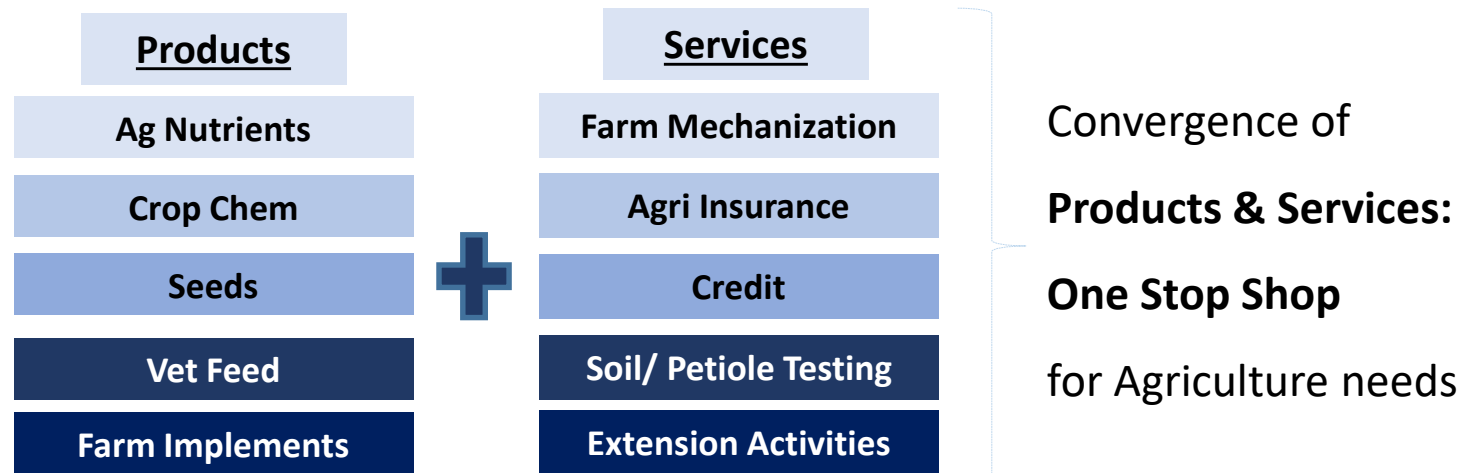 Products
Ag Nutrients
Crop Chem
Seeds
Vet Feed
Farm Implements
Services
Farm Mechanization
Agri Insurance
Credit
Soil/ Petiole Testing
Extension Activities
Convergence of
Products & Services:
One Stop Shop
for Agriculture needs